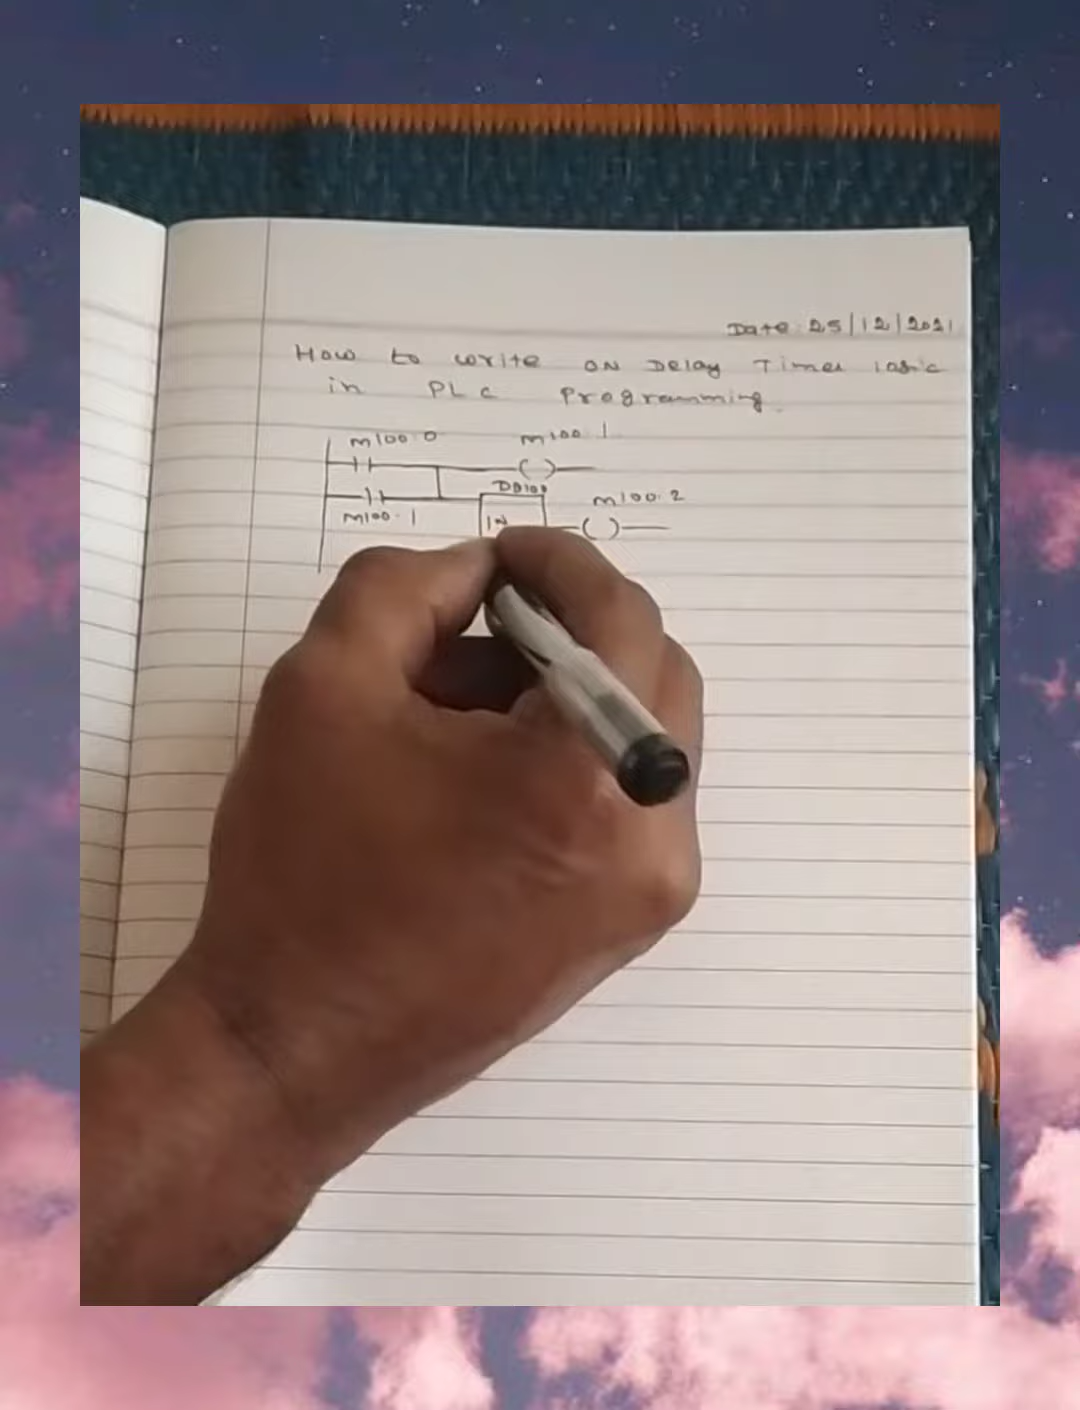 Date: 25/12/2021
How to write ON Delay Timer logic
in PLC Programming.
M100.0 M100.1
DB100 M100.2
M100.1 IN